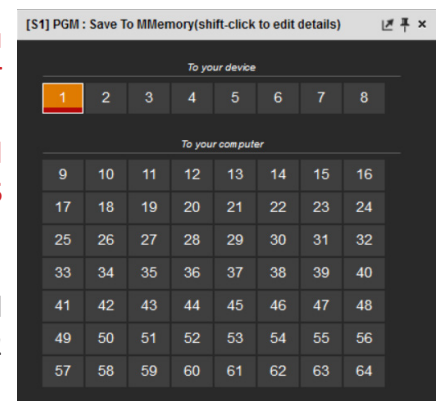 [S1] PGM : Save To MMemory(shift-click to edit details)
To your device
1 2 3 4 5 6 7 8
To your computer
9 10 11 12 13 14 15 16
17 18 19 20 21 22 23 24
25 26 27 28 29 30 31 32
33 34 35 36 37 38 39 40
41 42 43 44 45 46 47 48
49 50 51 52 53 54 55 56
57 58 59 60 61 62 63 64